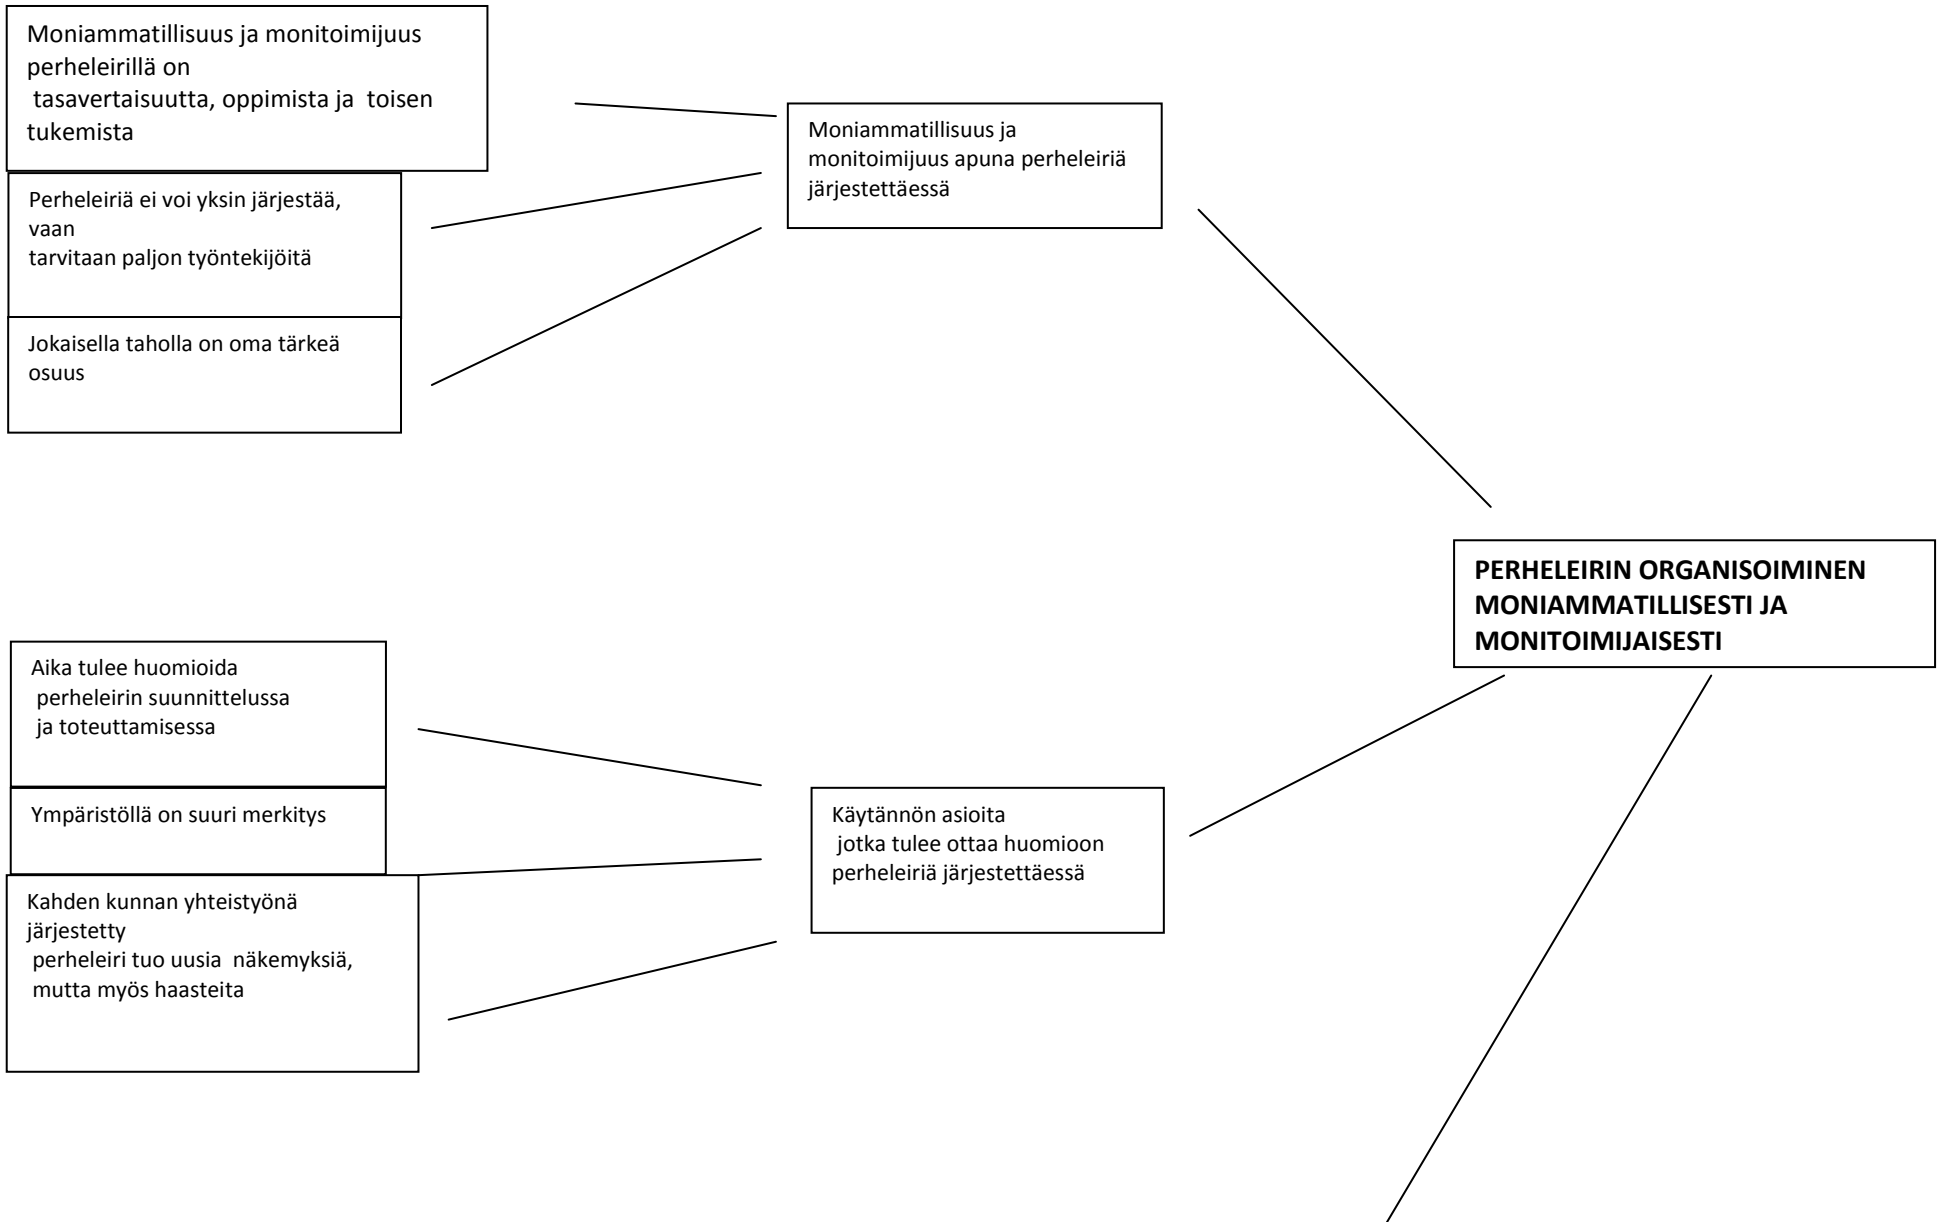 Moniammatillisuus ja monitoimijuus
perheleirillä on
tasavertaisuutta, oppimista ja toisen
tukemista
Perheleiriä ei voi yksin järjestää,
vaan
tarvitaan paljon työntekijöitä
Jokaisella taholla on oma tärkeä
osuus
Moniammatillisuus ja
monitoimijuus apuna perheleiriä
järjestettäessä
PERHELEIRIN ORGANISOIMINEN
MONIAMMATILLISESTI JA
MONITOIMIJAISESTI
Aika tulee huomioida
perheleirin suunnittelussa
ja toteuttamisessa
Ympäristöllä on suuri merkitys
Kahden kunnan yhteistyönä
järjestetty
perheleiri tuo uusia näkemyksiä,
mutta myös haasteita
Käytännön asioita
jotka tulee ottaa huomioon
perheleiriä järjestettäessä